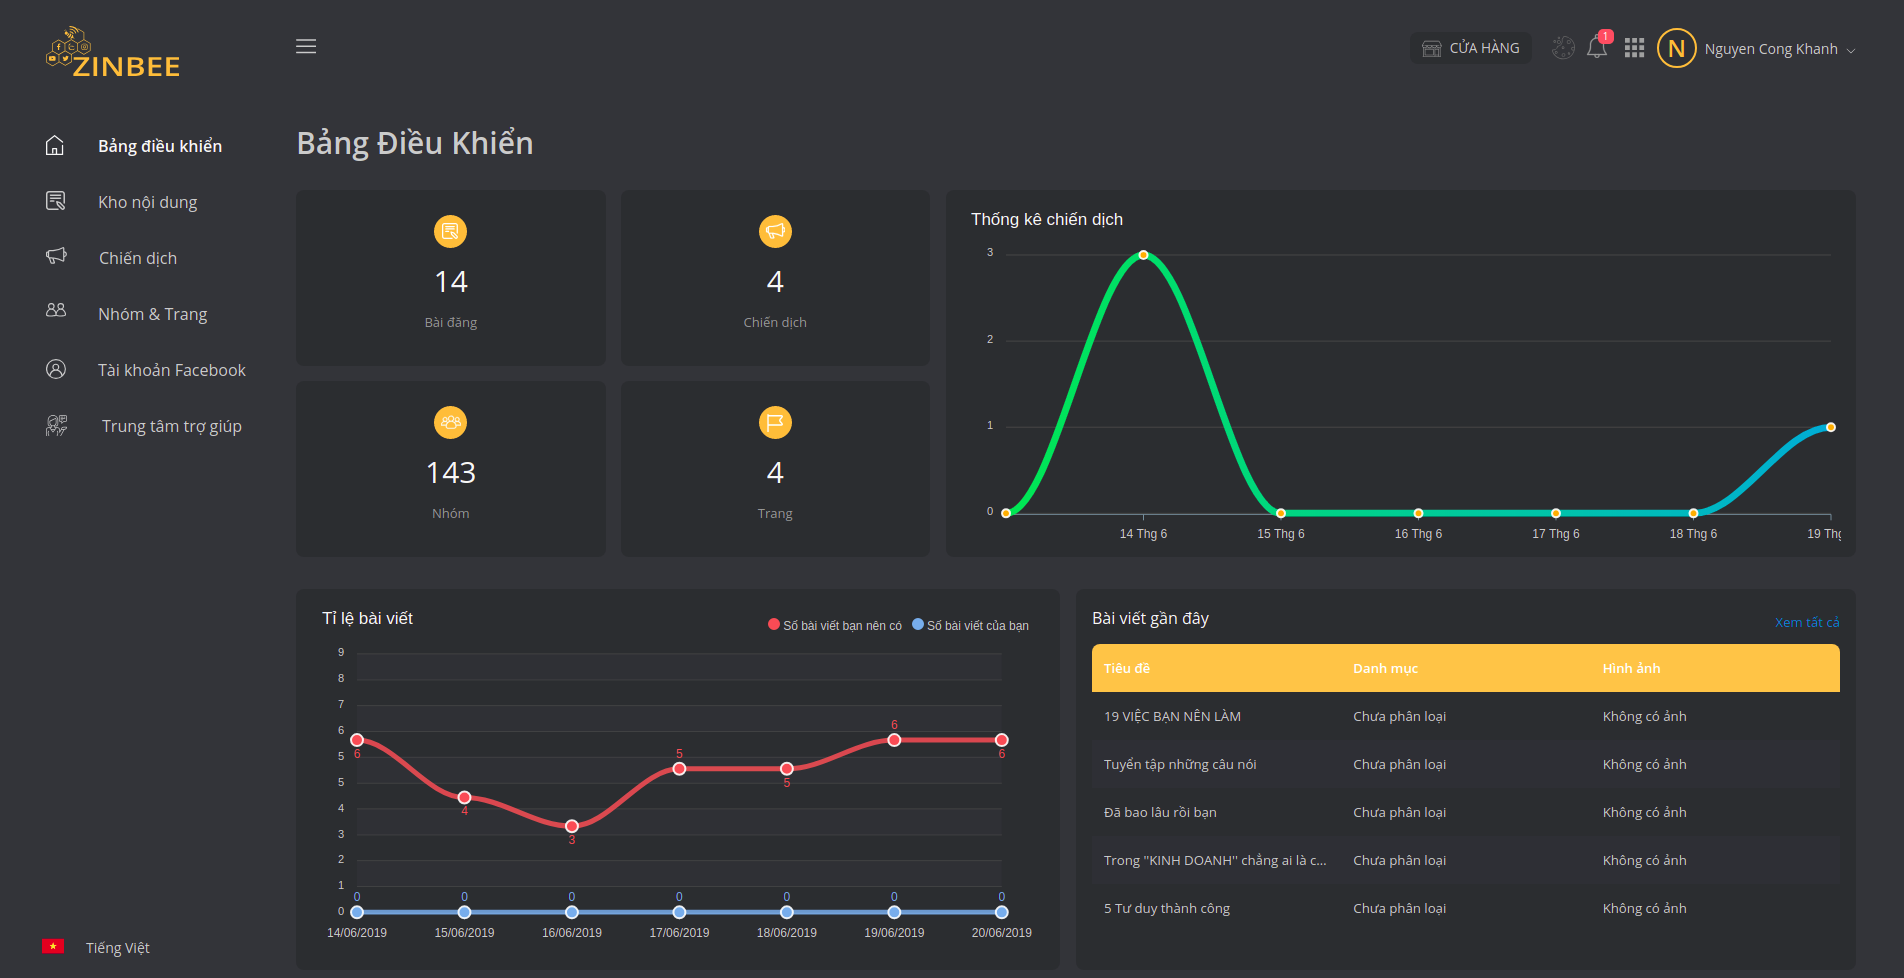 ZINBEE
CỬA HÀNG
1
N
Nguyen Cong Khanh
Bảng điều khiển
Kho nội dung
Chiến dịch
Nhóm & Trang
Tài khoản Facebook
Trung tâm trợ giúp
Tiếng Việt
Bảng Điều Khiển
14
Bài đăng
4
Chiến dịch
143
Nhóm
4
Trang
Thống kê chiến dịch
3
2
1
0
14 Thg 6
15 Thg 6
16 Thg 6
17 Thg 6
18 Thg 6
19 Thg
Tỉ lệ bài viết
Số bài viết bạn nên có
Số bài viết của bạn
9
8
7
6
5
5
4
3
2
1
0
6
4
3
5
5
6
6
0
0
0
0
0
0
0
14/06/2019
15/06/2019
16/06/2019
17/06/2019
18/06/2019
19/06/2019
20/06/2019
Bài viết gần đây
Xem tất cả
Tiêu đề Danh mục Hình ảnh
19 VIỆC BẠN NÊN LÀM Chưa phân loại Không có ảnh
Tuyển tập những câu nói Chưa phân loại Không có ảnh
Đã bao lâu rồi bạn Chưa phân loại Không có ảnh
Trong "KINH DOANH" chẳng ai là c... Chưa phân loại Không có ảnh
5 Tư duy thành công Chưa phân loại Không có ảnh